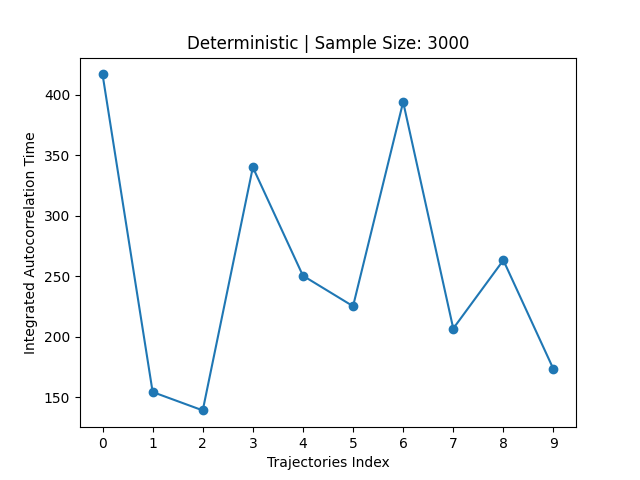 Deterministic | Sample Size: 3000
Integrated Autocorrelation Time
400
350
300
250
200
150
0 1 2 3 4 5 6 7 8 9
Trajectories Index